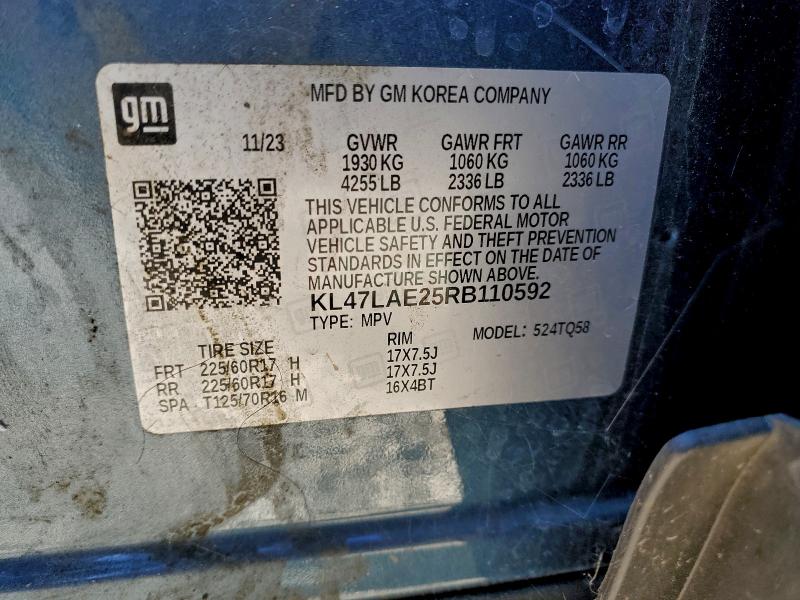 gm
MFD BY GM KOREA COMPANY
11/23 GVWR GAWR FRT GAWR RR
1930 KG 1060 KG 1060 KG
4255 LB 2336 LB 2336 LB
THIS VEHICLE CONFORMS TO ALL
APPLICABLE U.S. FEDERAL MOTOR
VEHICLE SAFETY AND THEFT PREVENTION
STANDARDS IN EFFECT ON THE DATE OF
MANUFACTURE SHOWN ABOVE.
KL47LAE25RB110592
TYPE: MPV MODEL: 524TQ58
TIRE SIZE RIM
FRT 225/60R17 H 17X7.5J
RR 225/60R17 H 17X7.5J
SPA T125/70R16 M 16X4BT